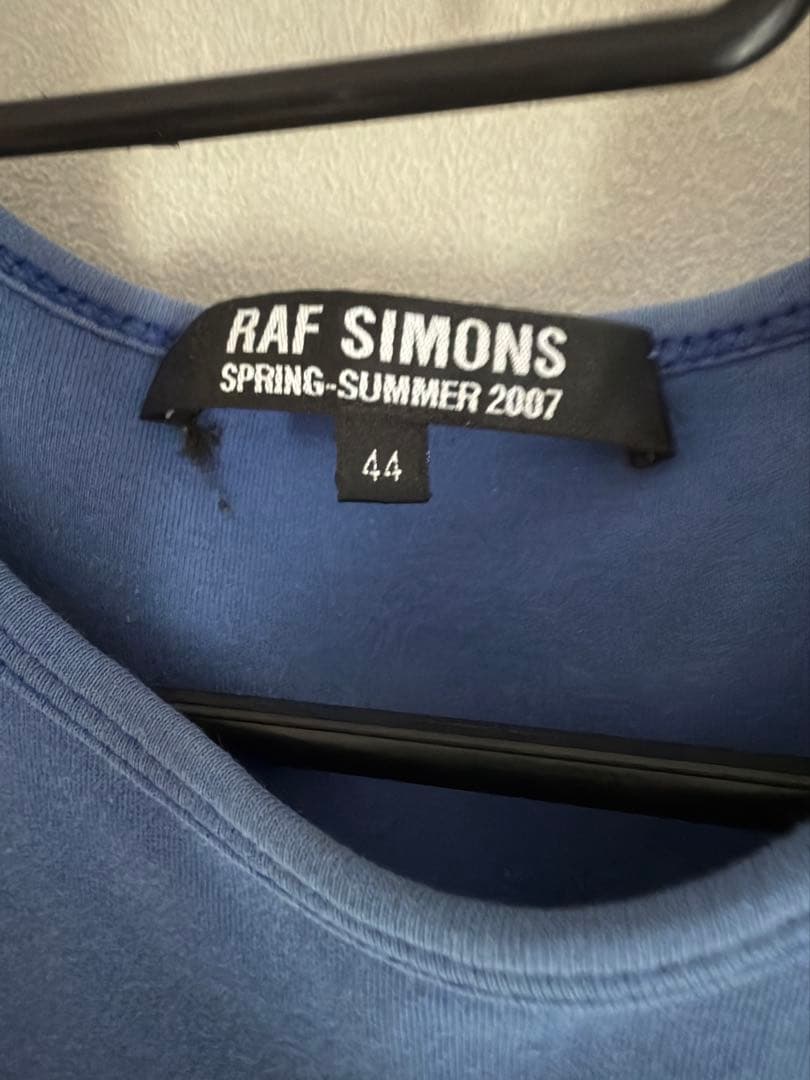 RAF SIMONS
SPRING-SUMMER 2007
44